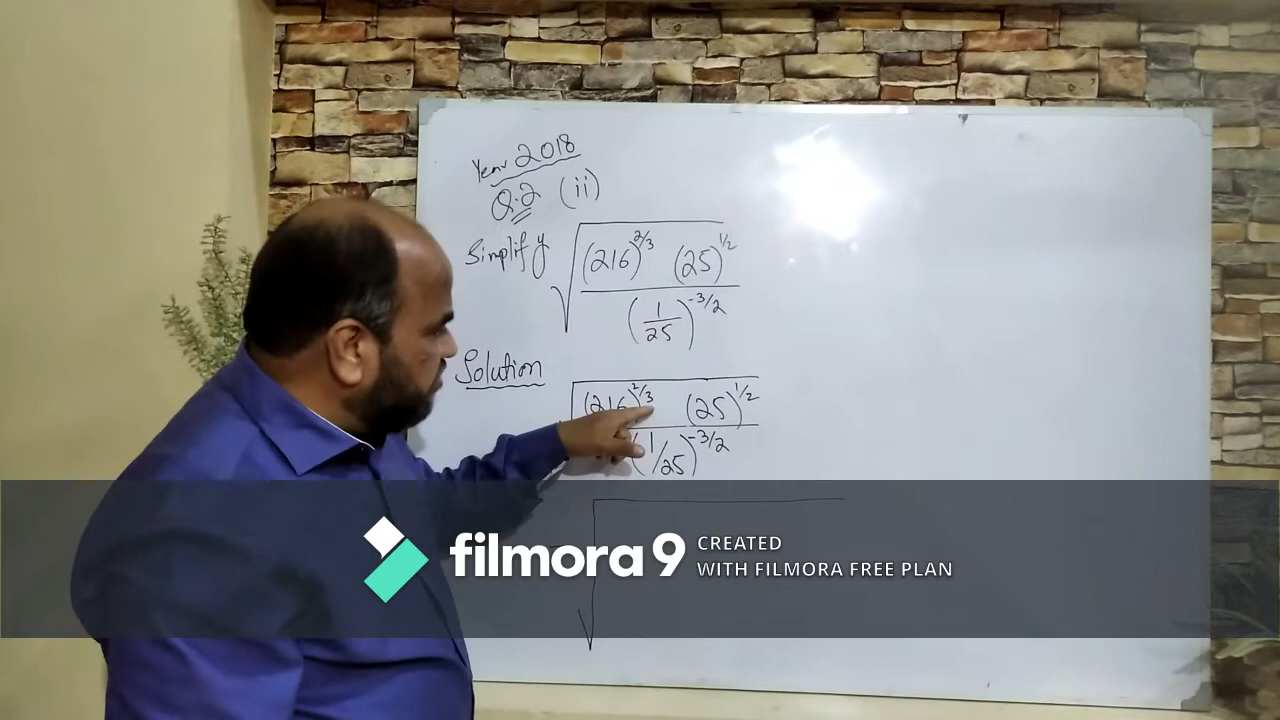 Year 2018
Q.2 (ii)
Simplify √ (216)^2/3 (25)^1/2
(1/25)^-3/2
Solution
(216)^2/3 (25)^1/2
(1/25)^-3/2
filmora 9 CREATED
WITH FILMORA FREE PLAN